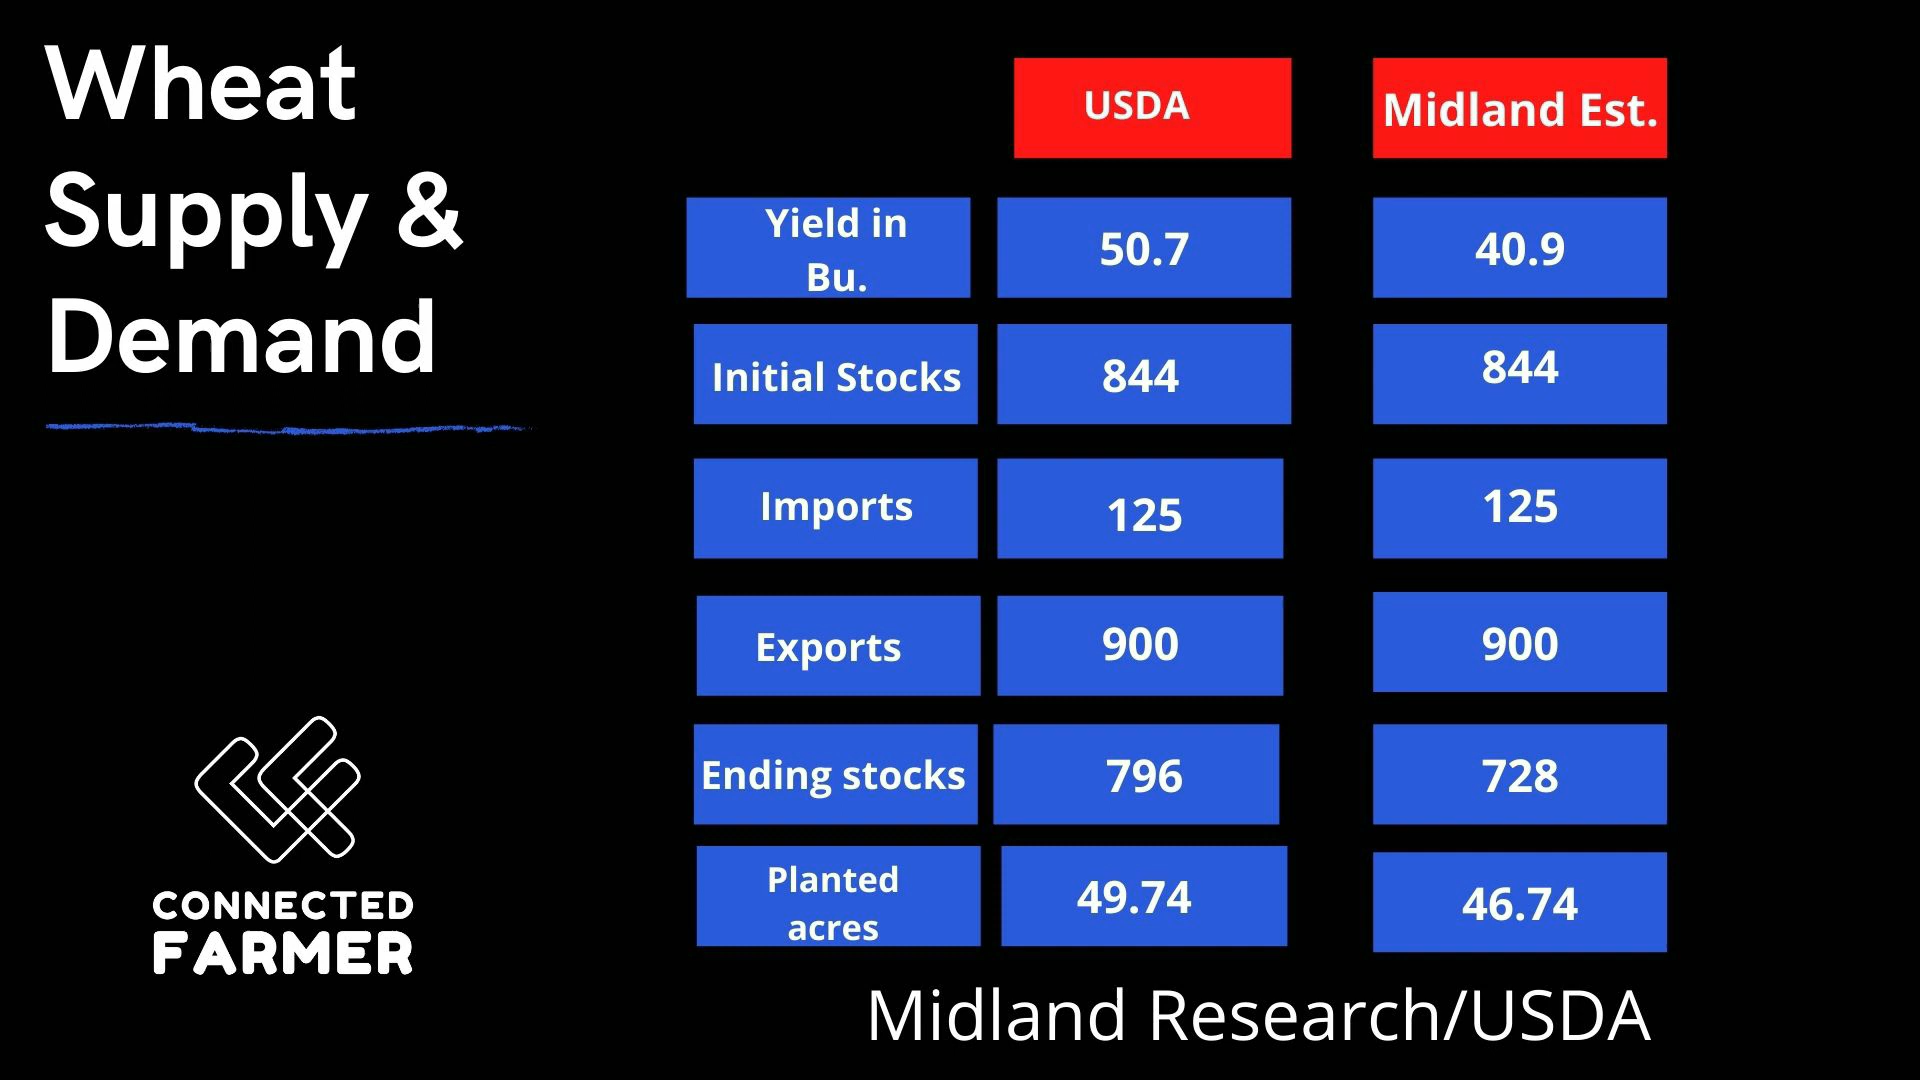 Wheat
Supply &
Demand
USDA
Midland Est.
Yield in
Bu.
50.7
40.9
Initial Stocks
844
844
Imports
125
125
Exports
900
900
Ending stocks
796
728
Planted
acres
49.74
46.74
CONNECTED
FARMER
Midland Research/USDA